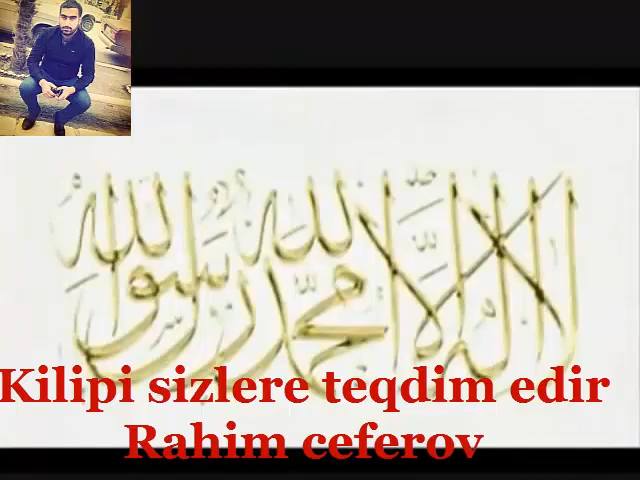 لا اله الا الله محمد رسول الله
Kilipi sizlere teqdim edir
Rahim ceferov